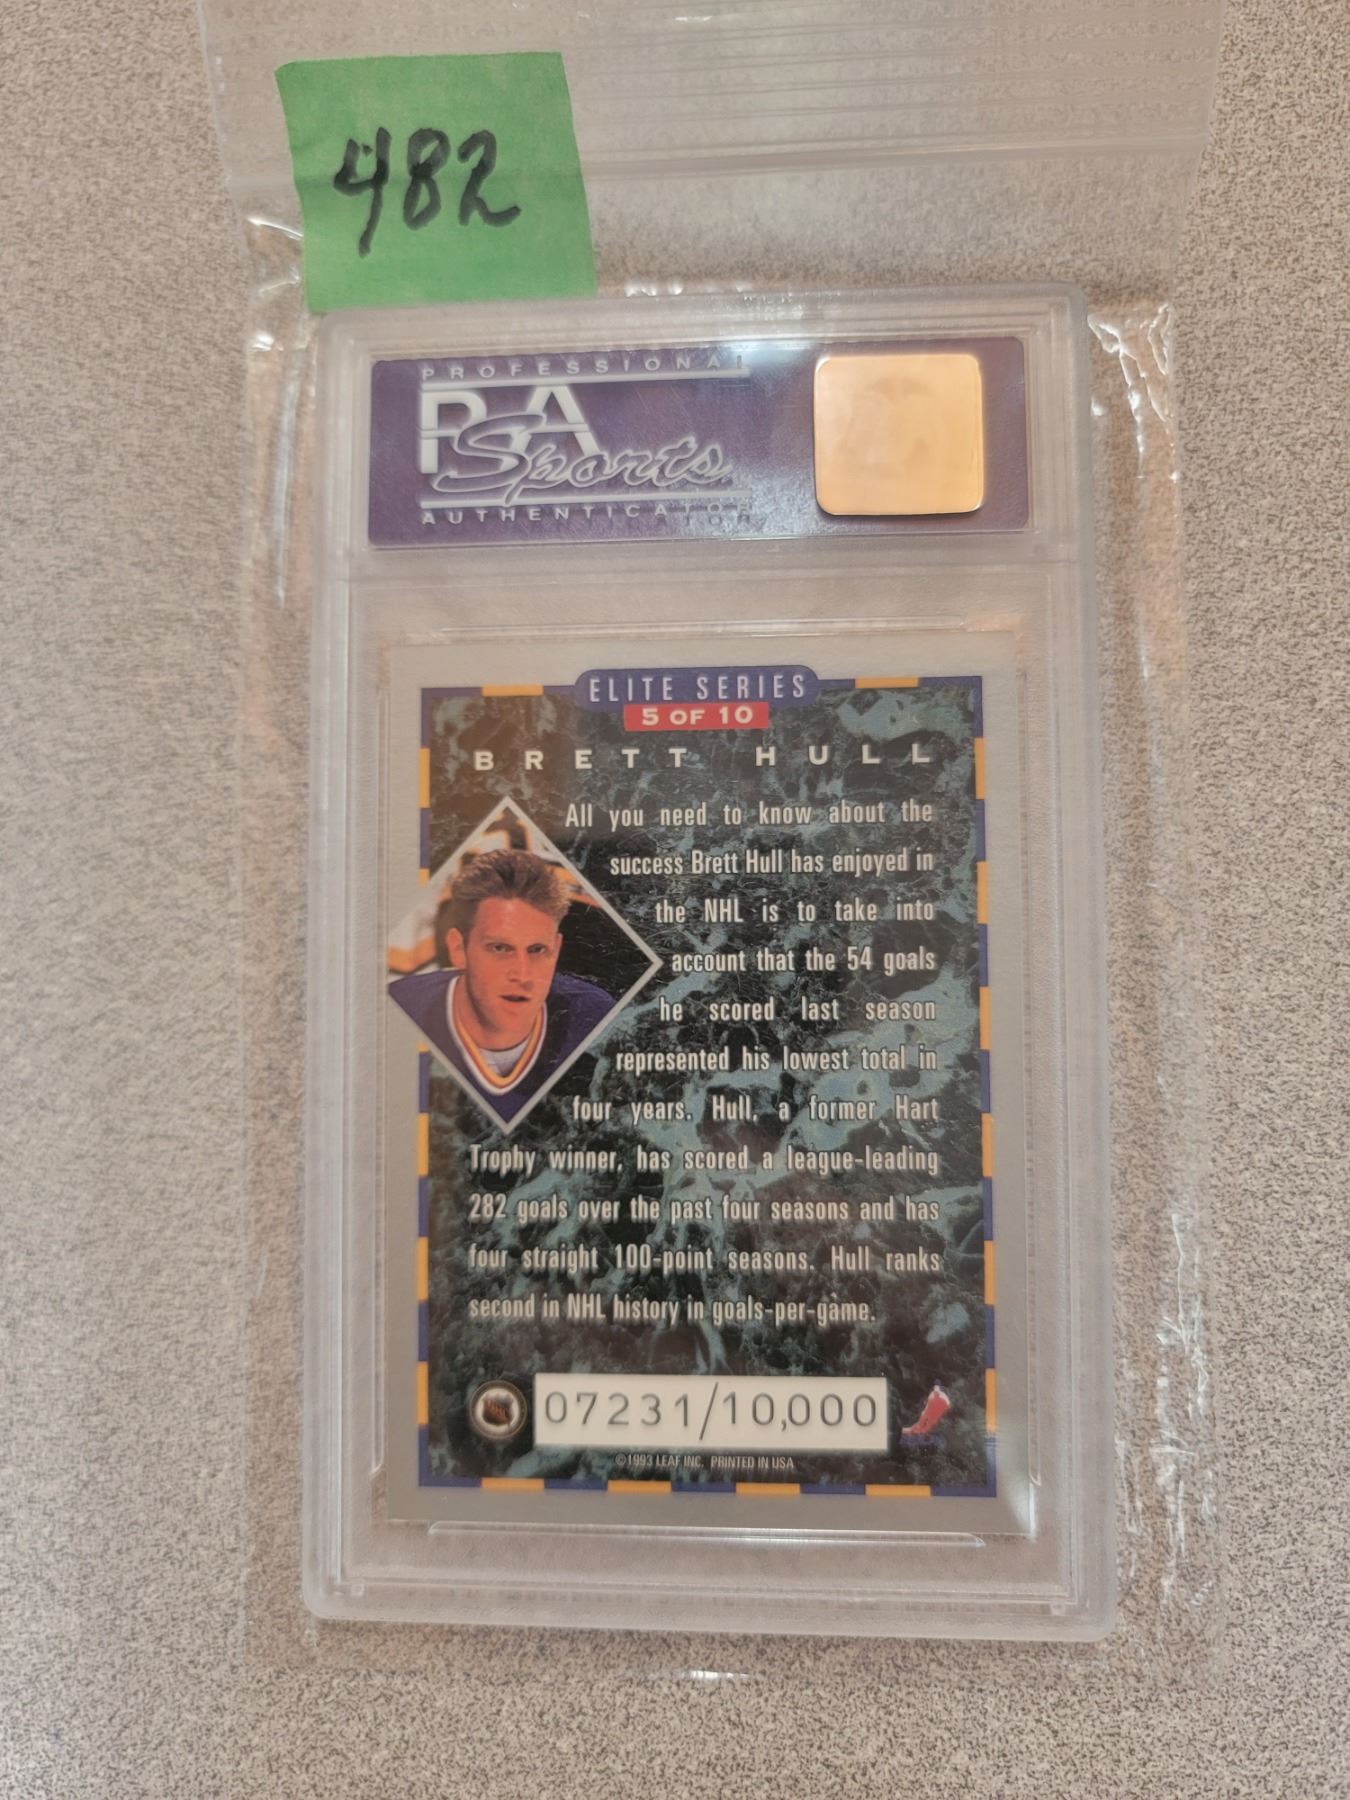 482
PROFESSIONAL
PSA
Sports
AUTHENTICATOR
ELITE SERIES
5 OF 10
BRETT HULL
All you need to know about the
success Brett Hull has enjoyed in
the NHL is to take into
account that the 54 goals
he scored last season
represented his lowest total in
four years. Hull, a former Hart
Trophy winner, has scored a league-leading
282 goals over the past four seasons and has
four straight 100-point seasons. Hull ranks
second in NHL history in goals-per-game.
07231/10,000
©1993 LEAF INC. PRINTED IN USA